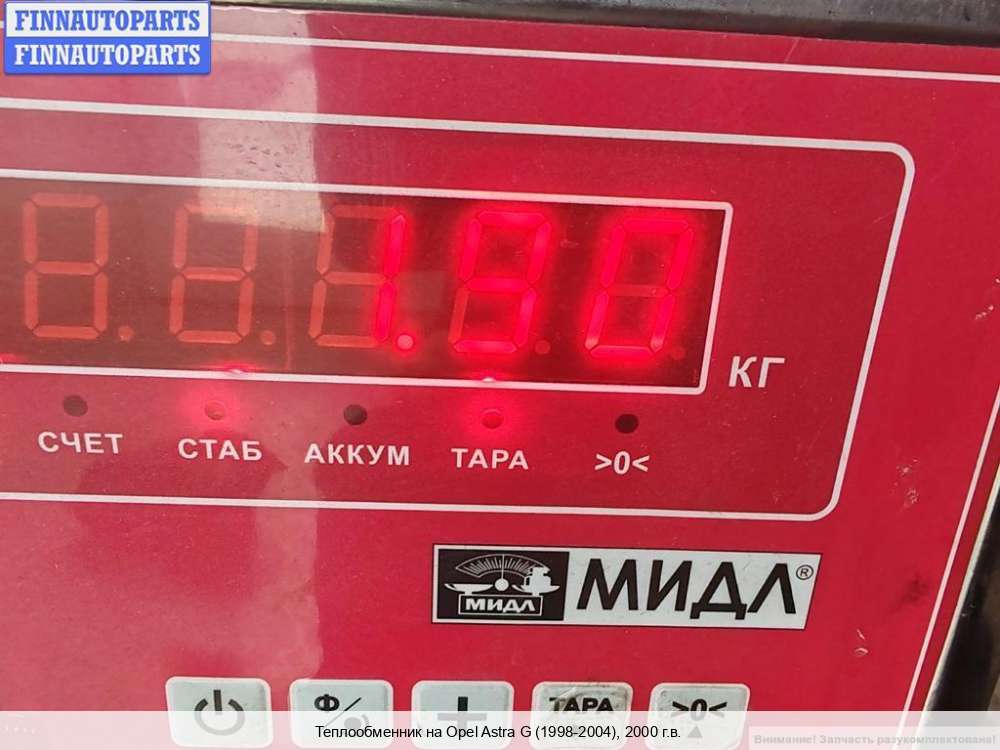 FINNAUTOPARTS
FINNAUTOPARTS
1.90
КГ
СЧЕТ СТАБ АККУМ ТАРА >0<
МИДЛ МИДЛ®
Ф/. + ТАРА >0<
Теплообменник на Opel Astra G (1998-2004), 2000 г.в.
Внимание! Запчасть разукомплектована!